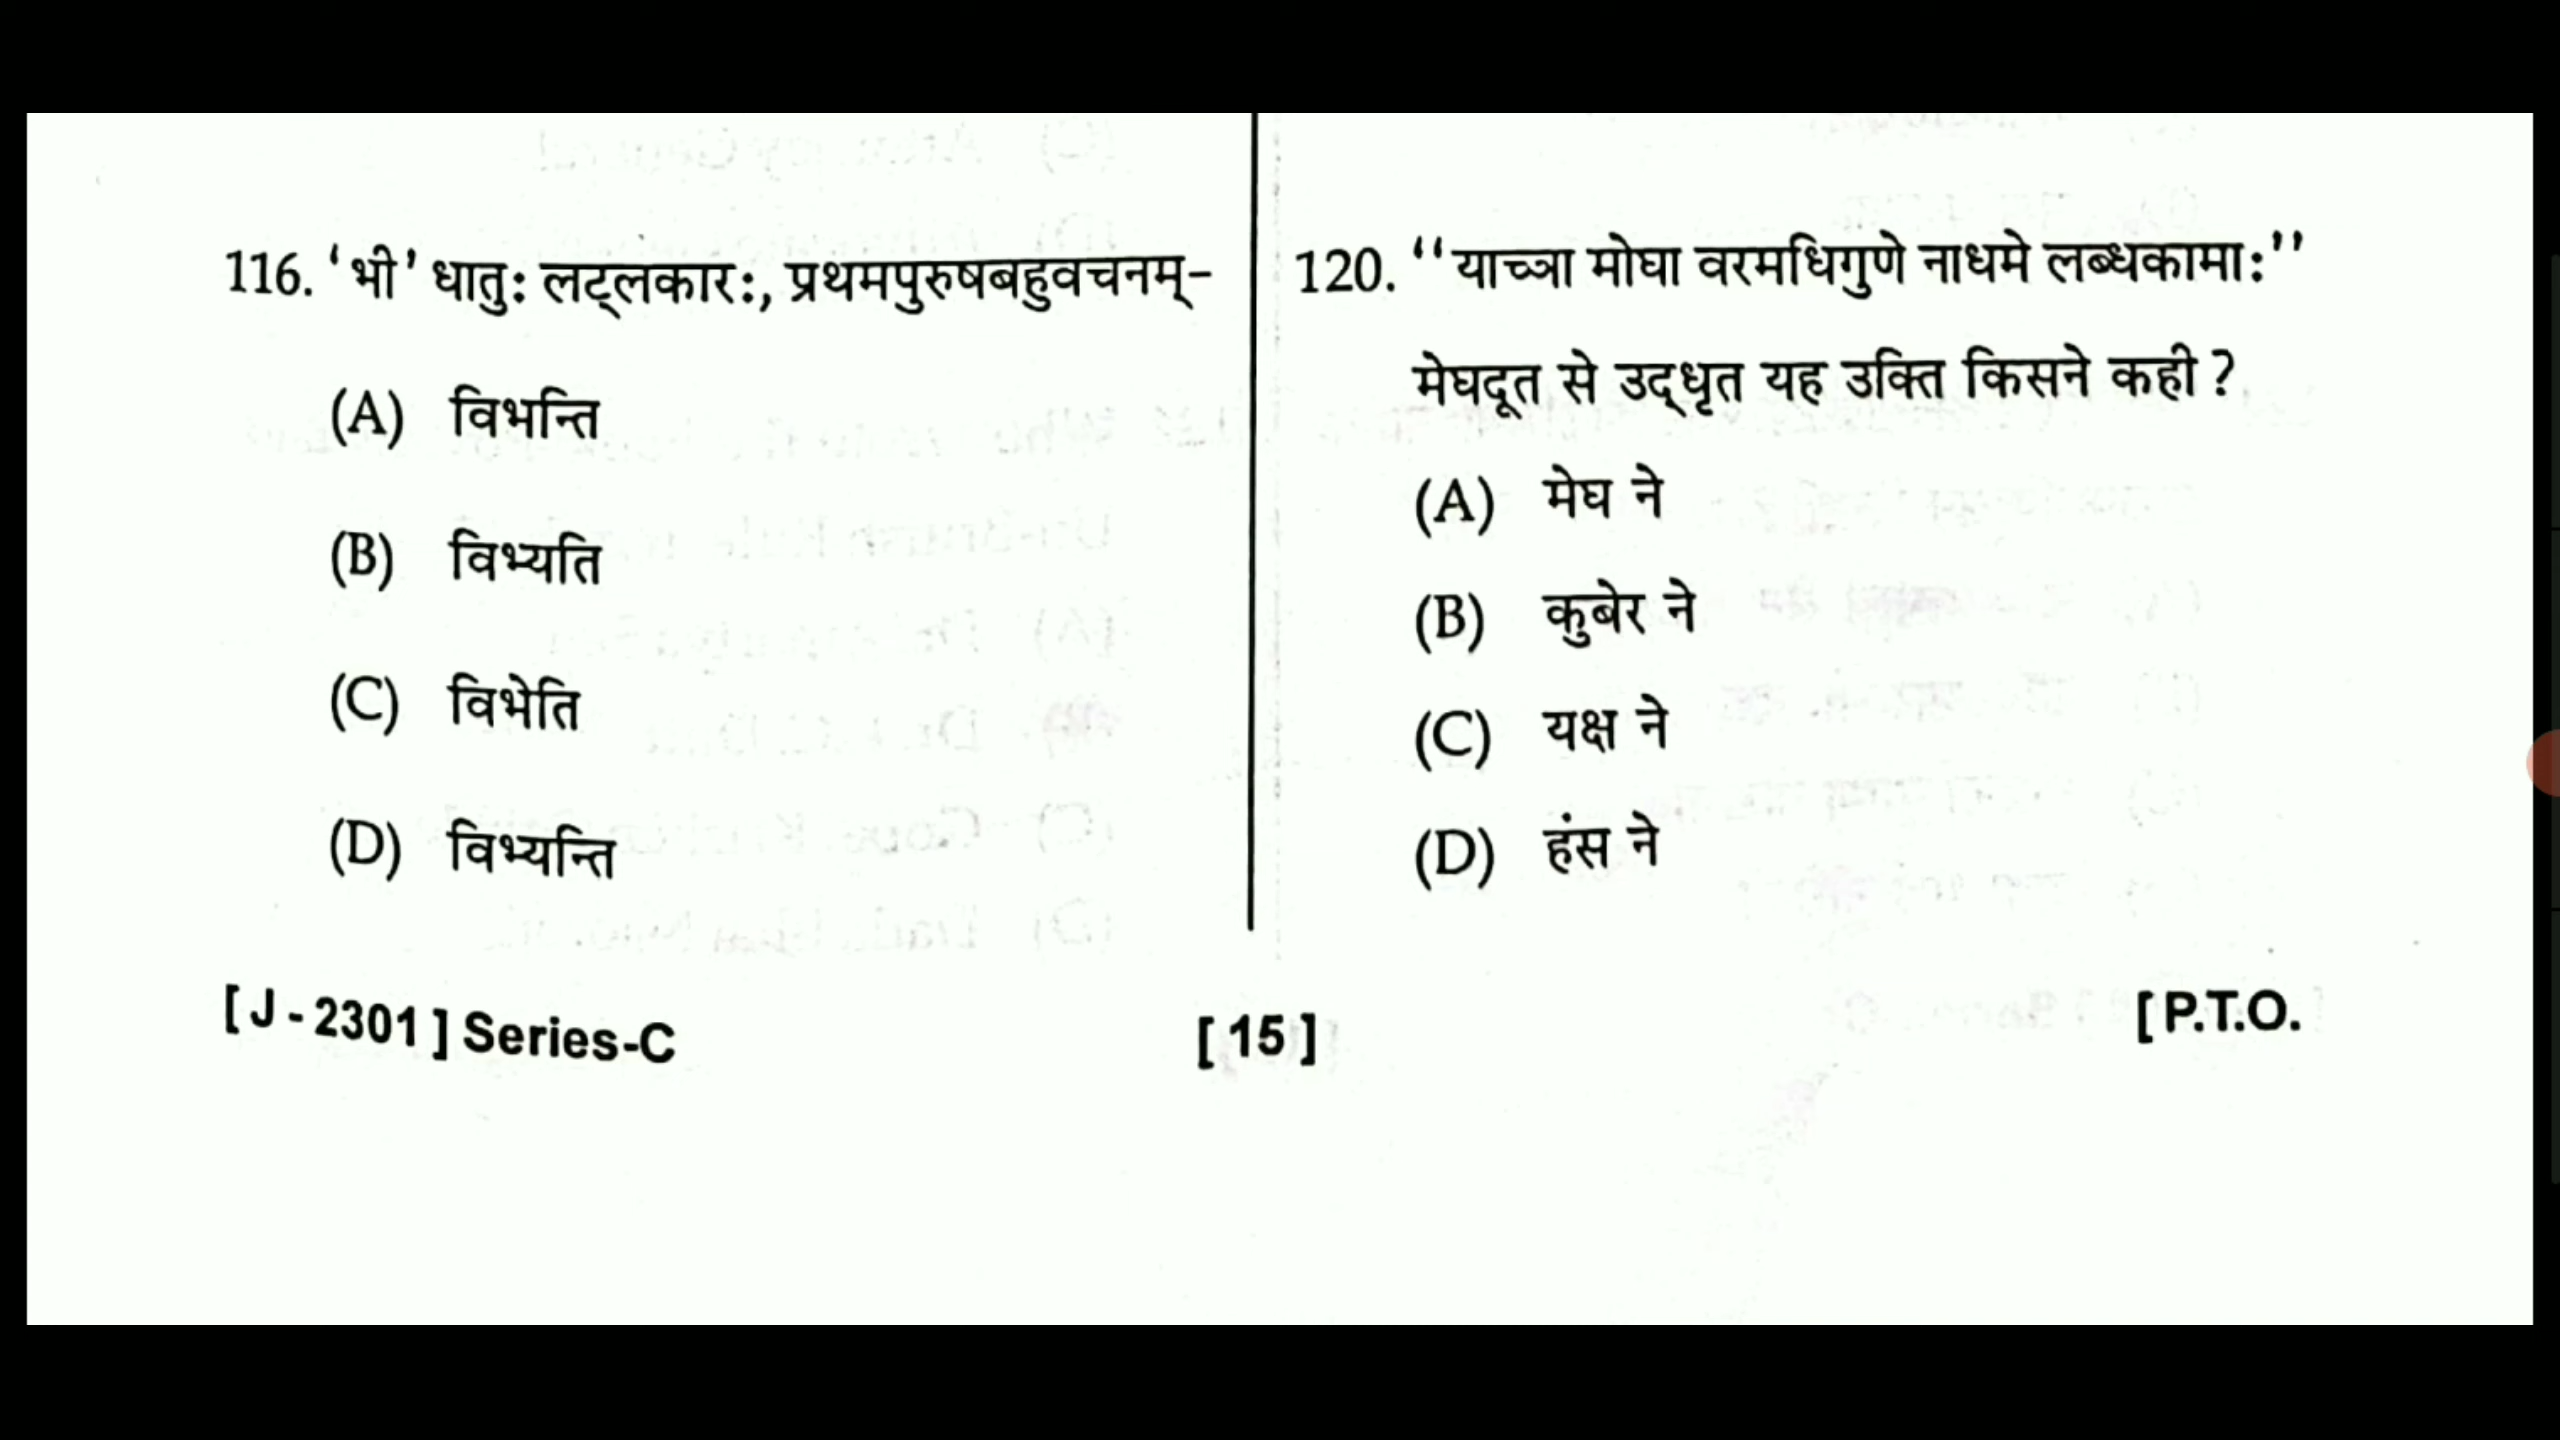 116. ‘भी’ धातुः लट्लकारः, प्रथमपुरुषबहुवचनम्–
(A) विभन्ति
(B) विभ्यति
(C) विभेति
(D) विभ्यन्ति
120. ‘‘याच्ञा मोघा वरमधिगुणे नाधमे लब्धकामाः’’
मेघदूत से उद्धृत यह उक्ति किसने कही ?
(A) मेघ ने
(B) कुबेर ने
(C) यक्ष ने
(D) हंस ने
[ J - 2301 ] Series-C
[ 15 ]
[ P.T.O.